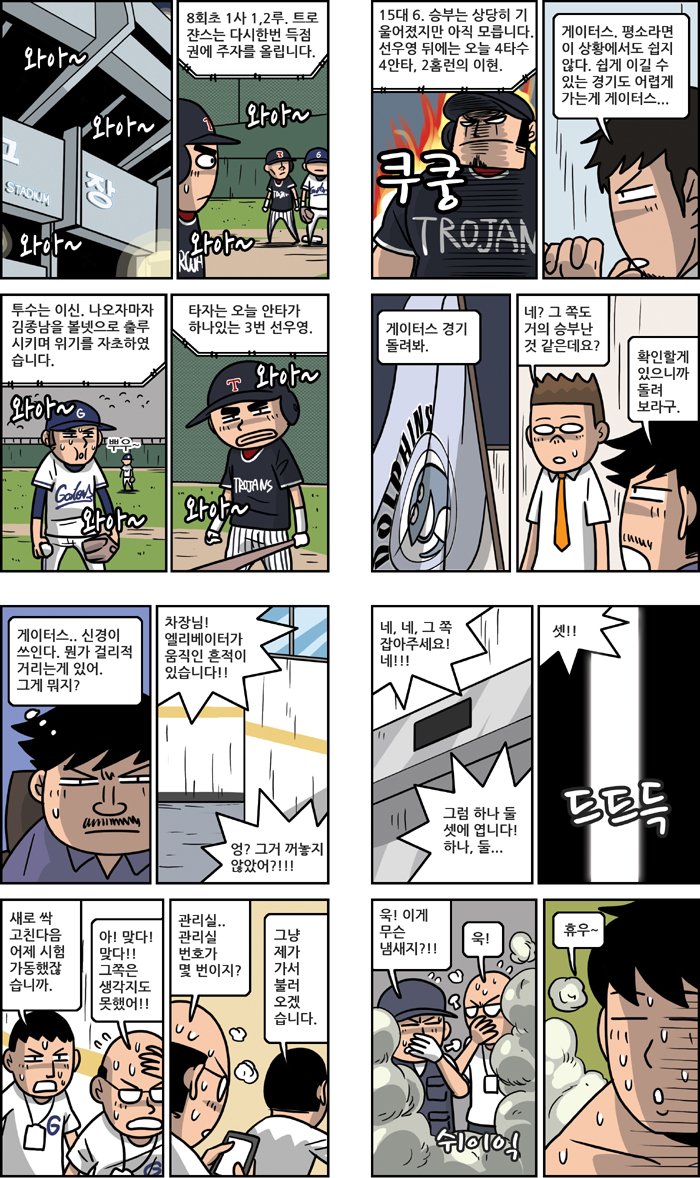 와아~
와아~
와아~
구
장
STADIUM
8회초 1사 1,2루. 트로
쟌스는 다시한번 득점
권에 주자를 올립니다.
와아~
와아~
T
G
투수는 이신. 나오자마자
김종남을 볼넷으로 출루
시키며 위기를 자초하였
습니다.
와아~
뿌우~
와아~
G
Gators
타자는 오늘 안타가
하나있는 3번 선우영.
와아~
와아~
T
TROJANS
15대 6. 승부는 상당히 기
울어졌지만 아직 모릅니다.
선우영 뒤에는 오늘 4타수
4안타, 2홈런의 이현.
쿠쿵
TROJAN
게이터스. 평소라면
이 상황에서도 쉽지
않다. 쉽게 이길 수
있는 경기도 어렵게
가는게 게이터스...
게이터스 경기
돌려봐.
DOLPHINS
네? 그 쪽도
거의 승부난
것 같은데요?
확인할게
있으니까
돌려
보라구.
게이터스.. 신경이
쓰인다. 뭔가 걸리적
거리는게 있어.
그게 뭐지?
차장님!
엘리베이터가
움직인 흔적이
있습니다!!
엉? 그거 꺼놓지
않았어?!!!
새로 싹
고친다음
어제 시험
가동했잖
습니까.
아! 맞다!
맞다!!
그쪽은
생각지도
못했어!!
G
G
관리실..
관리실
번호가
몇 번이지?
그냥
제가
가서
불러
오겠
습니다.
네, 네, 그 쪽
잡아주세요!
네!!!
그럼 하나 둘
셋에 엽니다!
하나, 둘...
셋!!
드드득
욱! 이게
무슨
냄새지?!!
욱!
쉬이익
휴우~